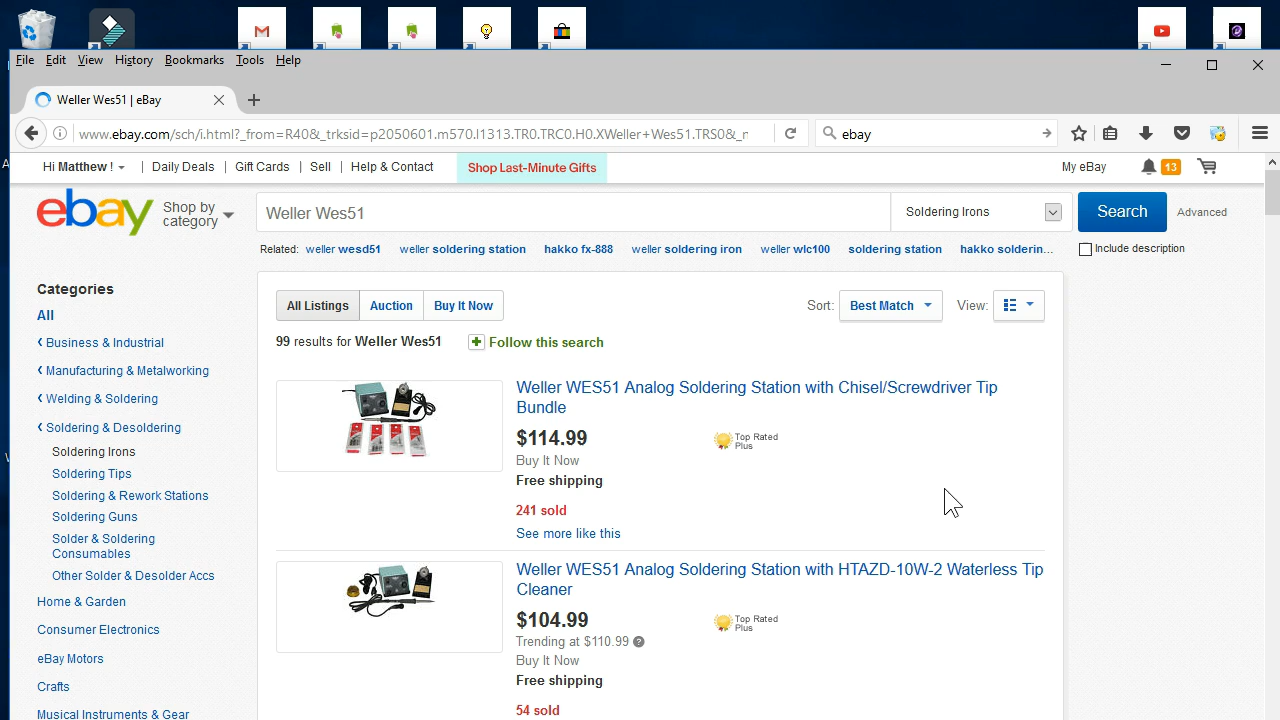 File Edit View History Bookmarks Tools Help
Weller Wes51 | eBay
www.ebay.com/sch/i.html?_from=R40&_trksid=p2050601.m570.l1313.TR0.TRC0.H0.XWeller+Wes51.TRS0&_n
ebay
Hi Matthew ! | Daily Deals | Gift Cards | Sell | Help & Contact Shop Last-Minute Gifts My eBay 13
ebay Shop by category Weller Wes51 Soldering Irons Search Advanced
Related: weller wesd51 weller soldering station hakko fx-888 weller soldering iron weller wlc100 soldering station hakko solderin... Include description
Categories
All
Business & Industrial
Manufacturing & Metalworking
Welding & Soldering
Soldering & Desoldering
Soldering Irons
Soldering Tips
Soldering & Rework Stations
Soldering Guns
Solder & Soldering
Consumables
Other Solder & Desolder Accs
Home & Garden
Consumer Electronics
eBay Motors
Crafts
Musical Instruments & Gear
All Listings Auction Buy It Now Sort: Best Match View:
99 results for Weller Wes51 Follow this search
Weller WES51 Analog Soldering Station with Chisel/Screwdriver Tip
Bundle
$114.99
Top Rated
Plus
Buy It Now
Free shipping
241 sold
See more like this
Weller WES51 Analog Soldering Station with HTAZD-10W-2 Waterless Tip
Cleaner
$104.99
Top Rated
Plus
Trending at $110.99
Buy It Now
Free shipping
54 sold